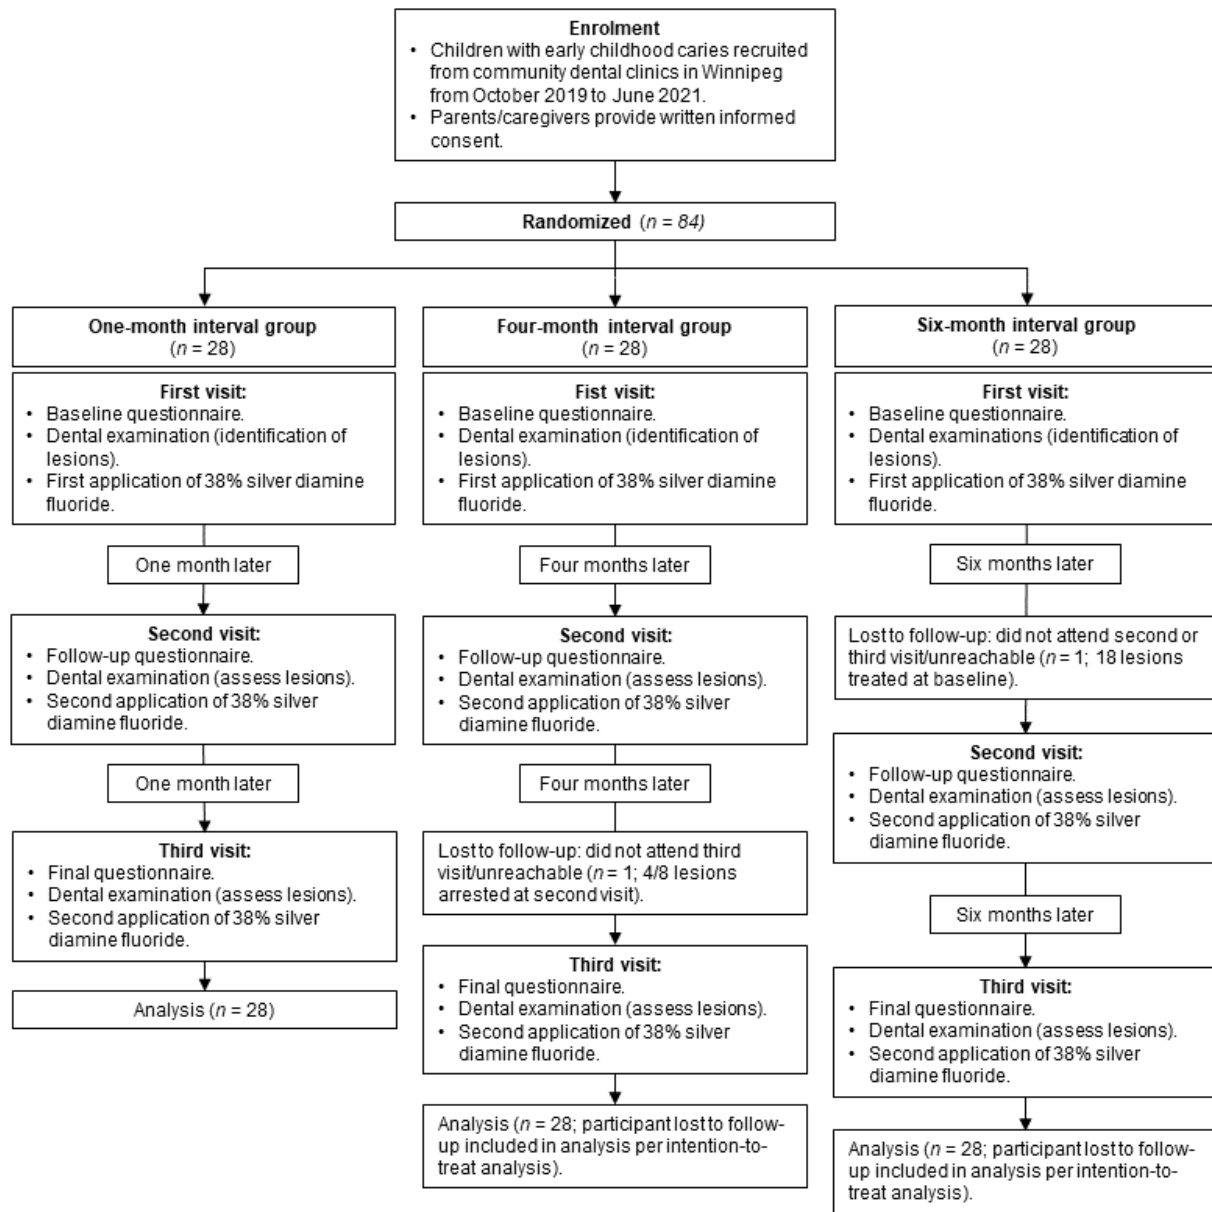 Enrolment
• Children with early childhood caries recruited
from community dental clinics in Winnipeg
from October 2019 to June 2021.
• Parents/caregivers provide written informed
consent.
Randomized (n = 84)
One-month interval group
(n = 28)
First visit:
• Baseline questionnaire.
• Dental examination (identification of
lesions).
• First application of 38% silver diamine
fluoride.
One month later
Second visit:
• Follow-up questionnaire.
• Dental examination (assess lesions).
• Second application of 38% silver
diamine fluoride.
One month later
Third visit:
• Final questionnaire.
• Dental examination (assess lesions).
• Second application of 38% silver
diamine fluoride.
Analysis (n = 28)
Four-month interval group
(n = 28)
Fist visit:
• Baseline questionnaire.
• Dental examination (identification of
lesions).
• First application of 38% silver diamine
fluoride.
Four months later
Second visit:
• Follow-up questionnaire.
• Dental examination (assess lesions).
• Second application of 38% silver
diamine fluoride.
Four months later
Lost to follow-up: did not attend third
visit/unreachable (n = 1; 4/8 lesions
arrested at second visit).
Third visit:
• Final questionnaire.
• Dental examination (assess lesions).
• Second application of 38% silver
diamine fluoride.
Analysis (n = 28; participant lost to follow-
up included in analysis per intention-to-
treat analysis).
Six-month interval group
(n = 28)
First visit:
• Baseline questionnaire.
• Dental examinations (identification of
lesions).
• First application of 38% silver diamine
fluoride.
Six months later
Lost to follow-up: did not attend second or
third visit/unreachable (n = 1; 18 lesions
treated at baseline).
Second visit:
• Follow-up questionnaire.
• Dental examination (assess lesions).
• Second application of 38% silver
diamine fluoride.
Six months later
Third visit:
• Final questionnaire.
• Dental examination (assess lesions).
• Second application of 38% silver
diamine fluoride.
Analysis (n = 28; participant lost to follow-
up included in analysis per intention-to-
treat analysis).